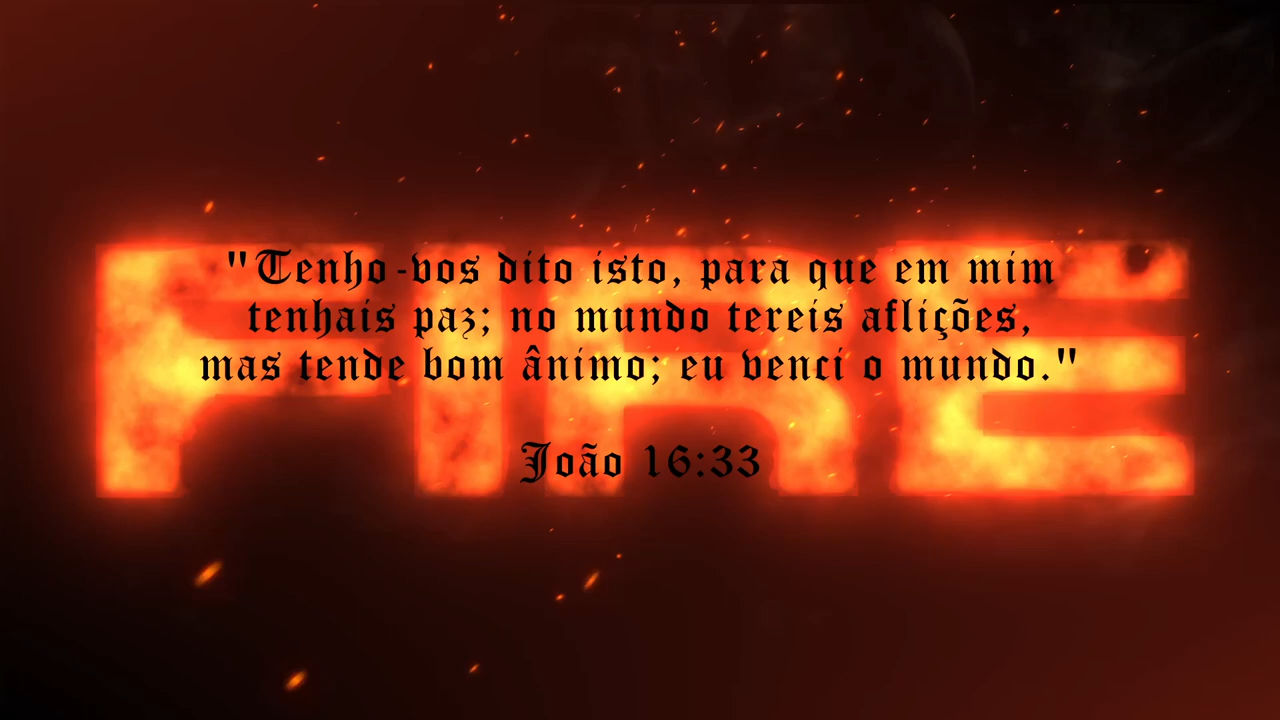 FIRE
"Tenho-vos dito isto, para que em mim
tenhais paz; no mundo tereis aflições,
mas tende bom ânimo; eu venci o mundo."
João 16:33